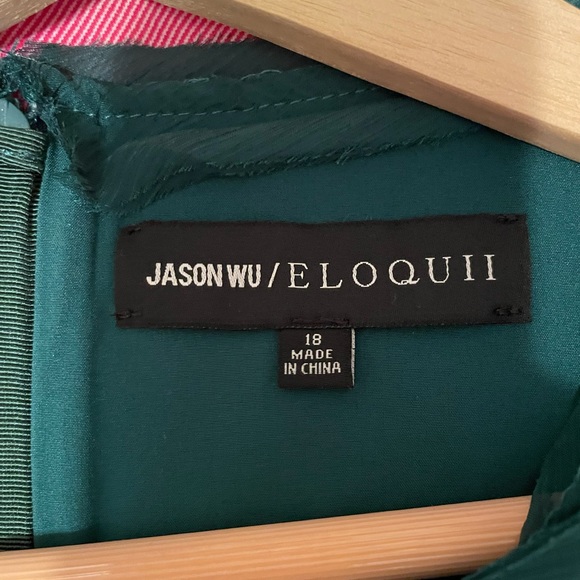 JASON WU / ELOQUII
18
MADE
IN CHINA